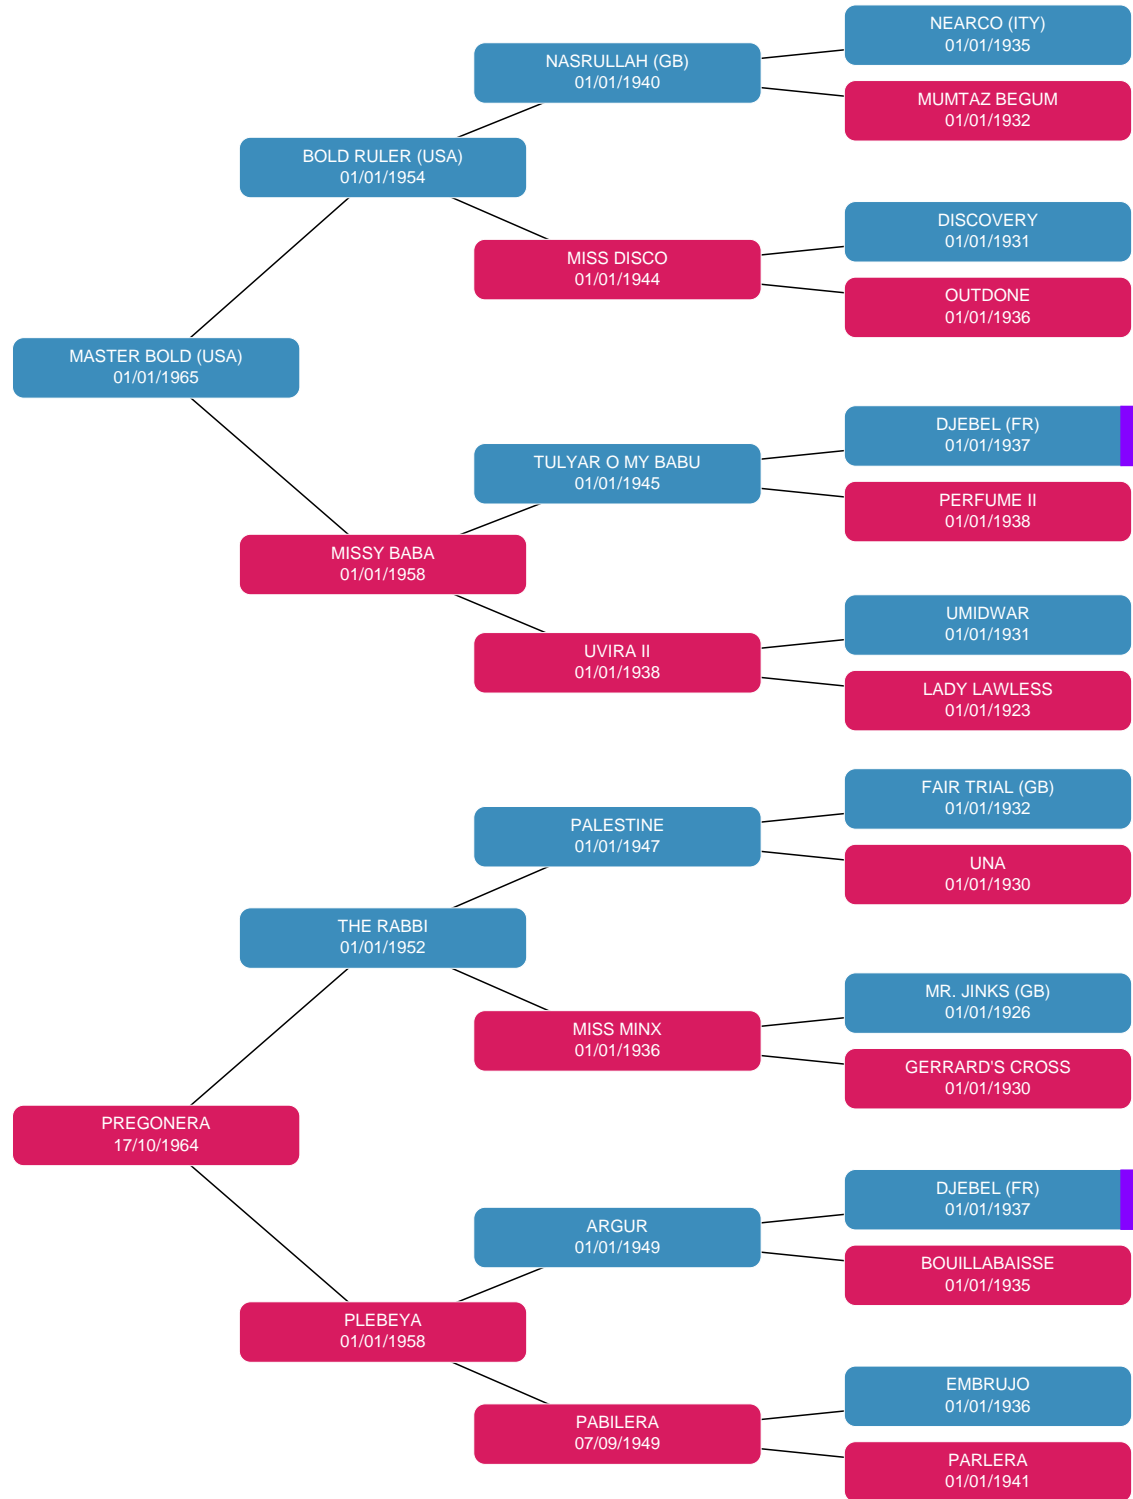 NEARCO (ITY)
01/01/1935
NASRULLAH (GB)
01/01/1940
MUMTAZ BEGUM
01/01/1932
BOLD RULER (USA)
01/01/1954
DISCOVERY
01/01/1931
MISS DISCO
01/01/1944
OUTDONE
01/01/1936
MASTER BOLD (USA)
01/01/1965
DJEBEL (FR)
01/01/1937
TULYAR O MY BABU
01/01/1945
PERFUME II
01/01/1938
MISSY BABA
01/01/1958
UMIDWAR
01/01/1931
UVIRA II
01/01/1938
LADY LAWLESS
01/01/1923
FAIR TRIAL (GB)
01/01/1932
PALESTINE
01/01/1947
UNA
01/01/1930
THE RABBI
01/01/1952
MR. JINKS (GB)
01/01/1926
MISS MINX
01/01/1936
GERRARD'S CROSS
01/01/1930
PREGONERA
17/10/1964
DJEBEL (FR)
01/01/1937
ARGUR
01/01/1949
BOUILLABAISSE
01/01/1935
PLEBEYA
01/01/1958
EMBRUJO
01/01/1936
PABILERA
07/09/1949
PARLERA
01/01/1941